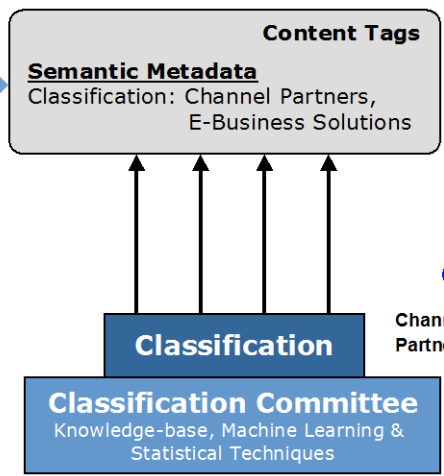 Content Tags
Semantic Metadata
Classification: Channel Partners,
E-Business Solutions
Classification
Classification Committee
Knowledge-base, Machine Learning &
Statistical Techniques